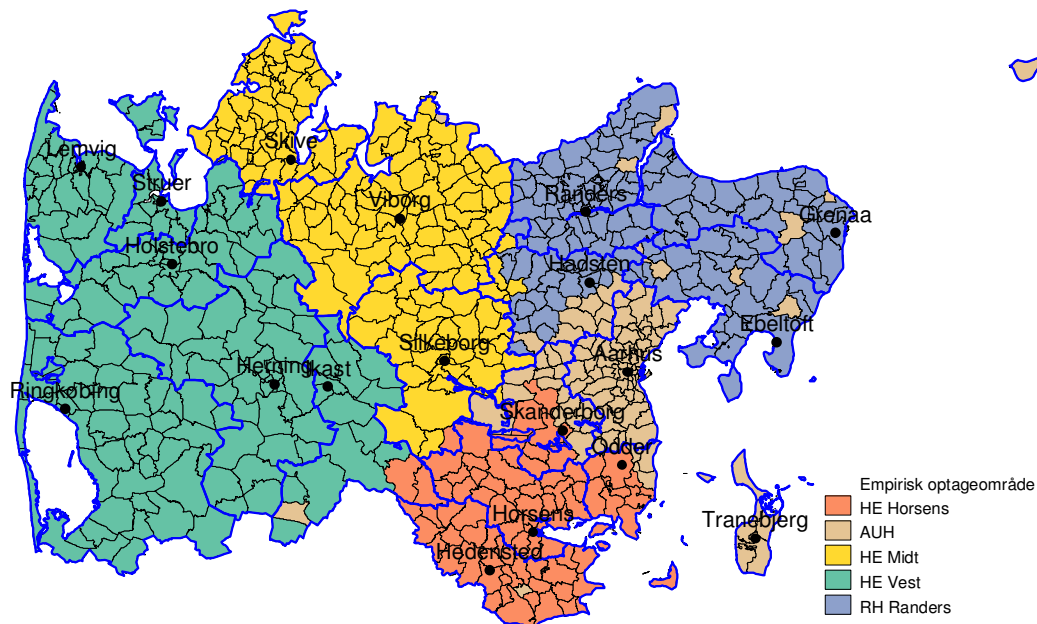 Lemvig
Skive
Struer
Viborg
Randers
Grenaa
Holstebro
Hadsten
Ebeltoft
Silkeborg
Aarhus
Herning
Ikast
Ringkøbing
Skanderborg
Odder
Horsens
Tranebjerg
Hedensted
Empirisk optageområde
HE Horsens
AUH
HE Midt
HE Vest
RH Randers